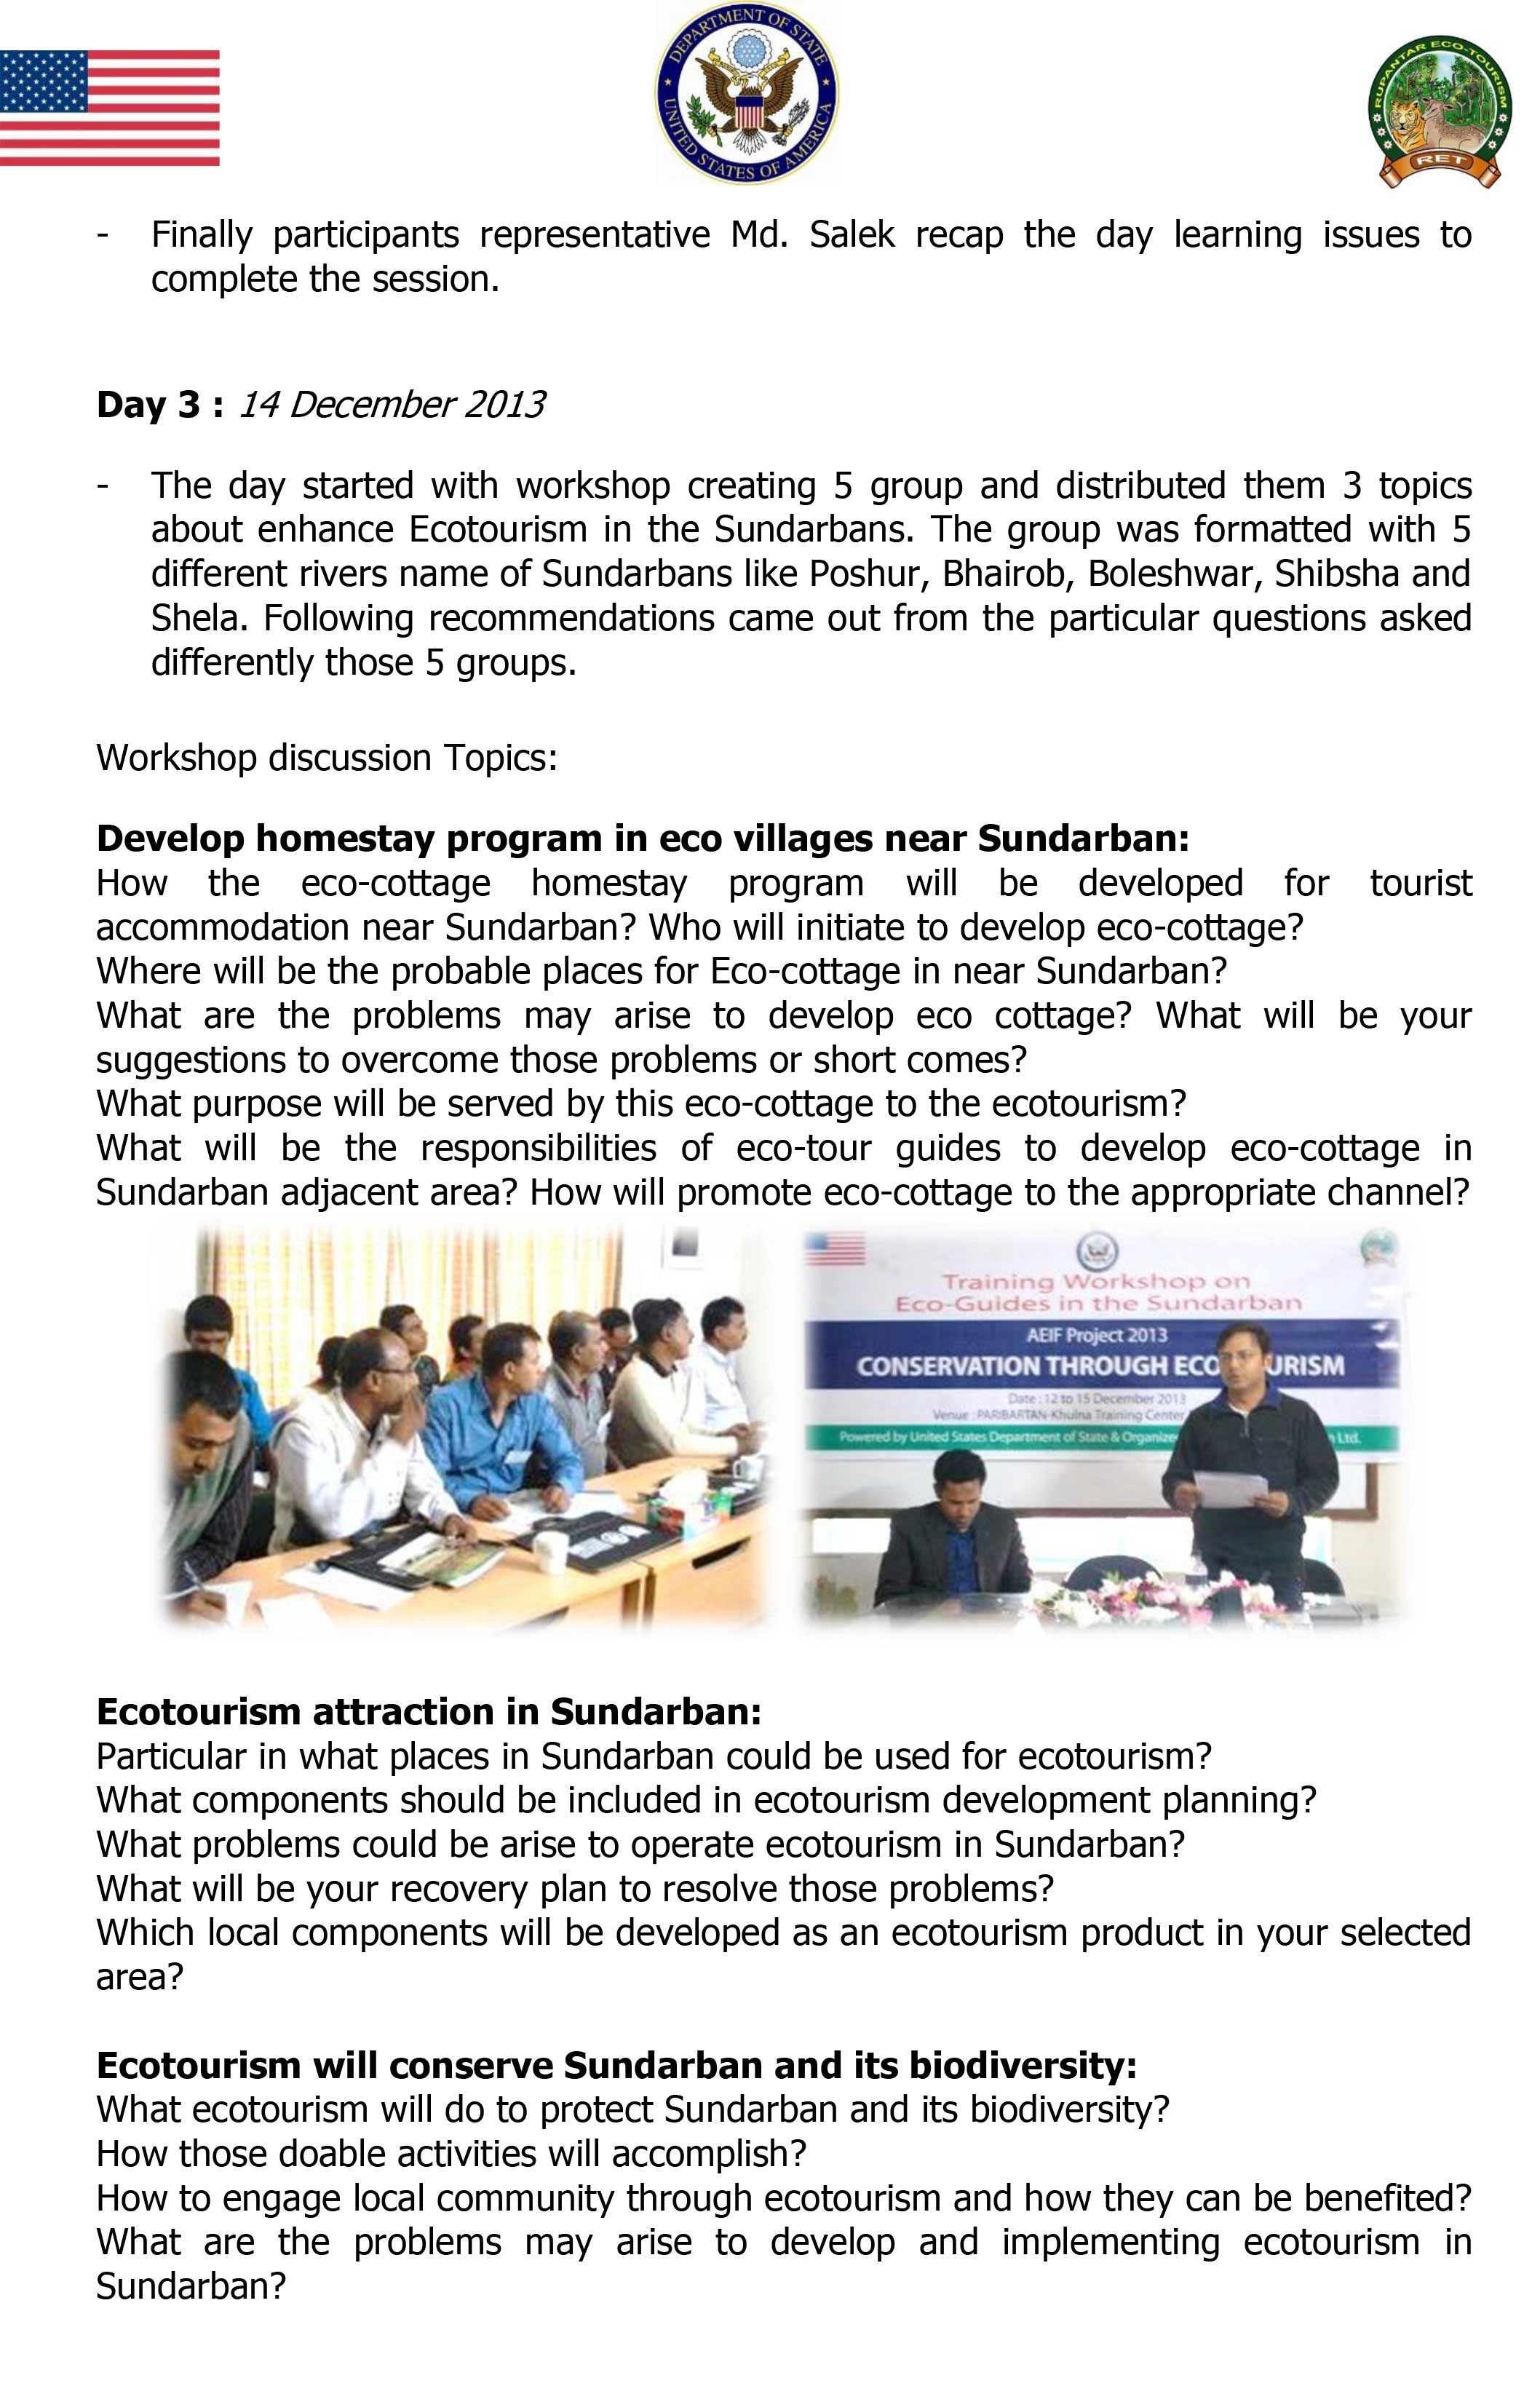 DEPARTMENT OF STATE
UNITED STATES OF AMERICA
RUPANTAR ECO-TOURISM
RET
- Finally participants representative Md. Salek recap the day learning issues to
complete the session.
Day 3 : 14 December 2013
- The day started with workshop creating 5 group and distributed them 3 topics
about enhance Ecotourism in the Sundarbans. The group was formatted with 5
different rivers name of Sundarbans like Poshur, Bhairob, Boleshwar, Shibsha and
Shela. Following recommendations came out from the particular questions asked
differently those 5 groups.
Workshop discussion Topics:
Develop homestay program in eco villages near Sundarban:
How the eco-cottage homestay program will be developed for tourist
accommodation near Sundarban? Who will initiate to develop eco-cottage?
Where will be the probable places for Eco-cottage in near Sundarban?
What are the problems may arise to develop eco cottage? What will be your
suggestions to overcome those problems or short comes?
What purpose will be served by this eco-cottage to the ecotourism?
What will be the responsibilities of eco-tour guides to develop eco-cottage in
Sundarban adjacent area? How will promote eco-cottage to the appropriate channel?
Training Workshop on
Eco-Guides in the Sundarban
AEIF Project 2013
CONSERVATION THROUGH ECO URISM
Date : 12 to 15 December 2013
Venue : PARIBARTAN-Khulna Training Center
Powered by United States Department of State & Organize Ltd.
Ecotourism attraction in Sundarban:
Particular in what places in Sundarban could be used for ecotourism?
What components should be included in ecotourism development planning?
What problems could be arise to operate ecotourism in Sundarban?
What will be your recovery plan to resolve those problems?
Which local components will be developed as an ecotourism product in your selected
area?
Ecotourism will conserve Sundarban and its biodiversity:
What ecotourism will do to protect Sundarban and its biodiversity?
How those doable activities will accomplish?
How to engage local community through ecotourism and how they can be benefited?
What are the problems may arise to develop and implementing ecotourism in
Sundarban?